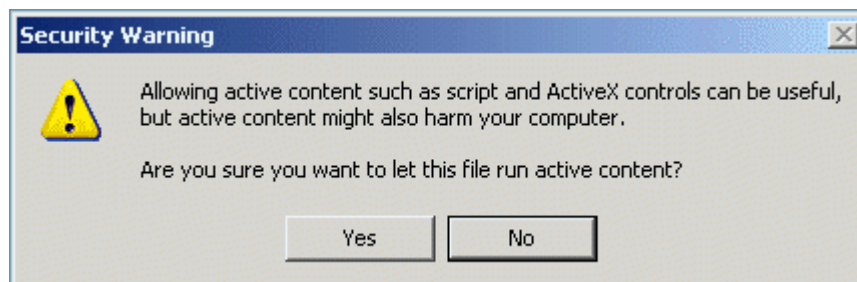 Security Warning
Allowing active content such as script and ActiveX controls can be useful,
but active content might also harm your computer.
Are you sure you want to let this file run active content?
Yes No